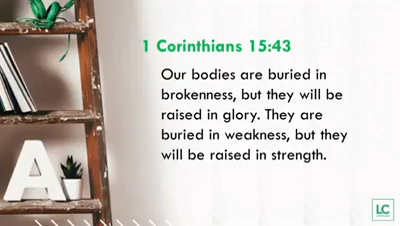 1 Corinthians 15:43
Our bodies are buried in
brokenness, but they will be
raised in glory. They are
buried in weakness, but they
will be raised in strength.
A
LC